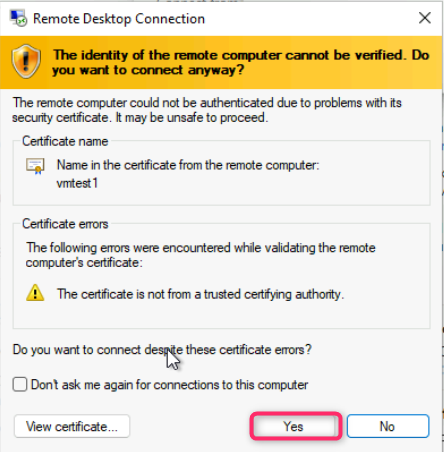 Remote Desktop Connection
The identity of the remote computer cannot be verified. Do
you want to connect anyway?
The remote computer could not be authenticated due to problems with its
security certificate. It may be unsafe to proceed.
Certificate name
Name in the certificate from the remote computer:
vmtest1
Certificate errors
The following errors were encountered while validating the remote
computer's certificate:
The certificate is not from a trusted certifying authority.
Do you want to connect despite these certificate errors?
Don't ask me again for connections to this computer
View certificate... Yes No